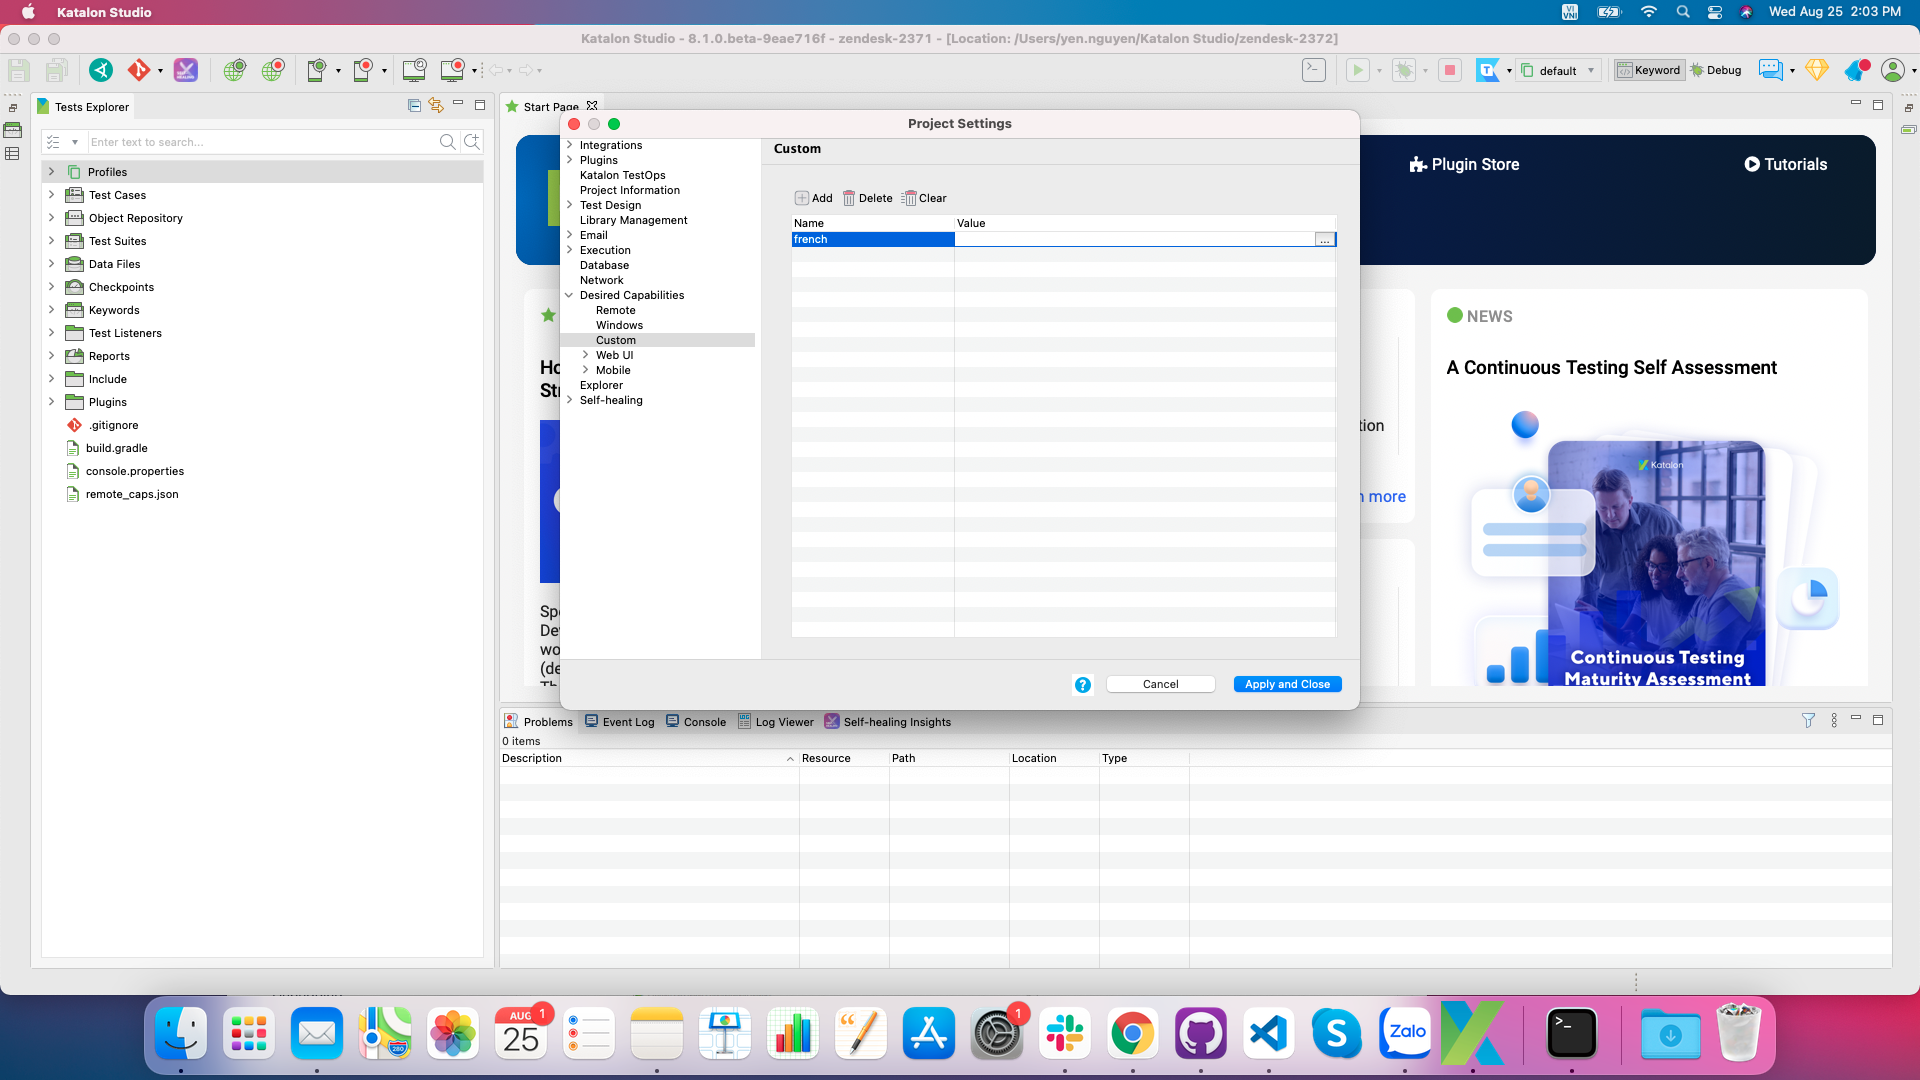 Katalon Studio
VI
VNI
Wed Aug 25 2:03 PM
Katalon Studio - 8.1.0.beta-9eae716f - zendesk-2371 - [Location: /Users/yen.nguyen/Katalon Studio/zendesk-2372]
default
Keyword
Debug
Tests Explorer
Enter text to search...
Profiles
Test Cases
Object Repository
Test Suites
Data Files
Checkpoints
Keywords
Test Listeners
Reports
Include
Plugins
.gitignore
build.gradle
console.properties
remote_caps.json
Start Page
Plugin Store
Tutorials
Project Settings
Integrations
Plugins
Katalon TestOps
Project Information
Test Design
Library Management
Email
Execution
Database
Network
Desired Capabilities
Remote
Windows
Custom
Web UI
Mobile
Explorer
Self-healing
Custom
Add
Delete
Clear
Name
Value
french
...
?
Cancel
Apply and Close
NEWS
A Continuous Testing Self Assessment
Katalon
Continuous Testing
Maturity Assessment
tion
more
Problems
Event Log
Console
Log Viewer
Self-healing Insights
0 items
Description
Resource
Path
Location
Type
AUG
25
1
280
1
Zalo
>_